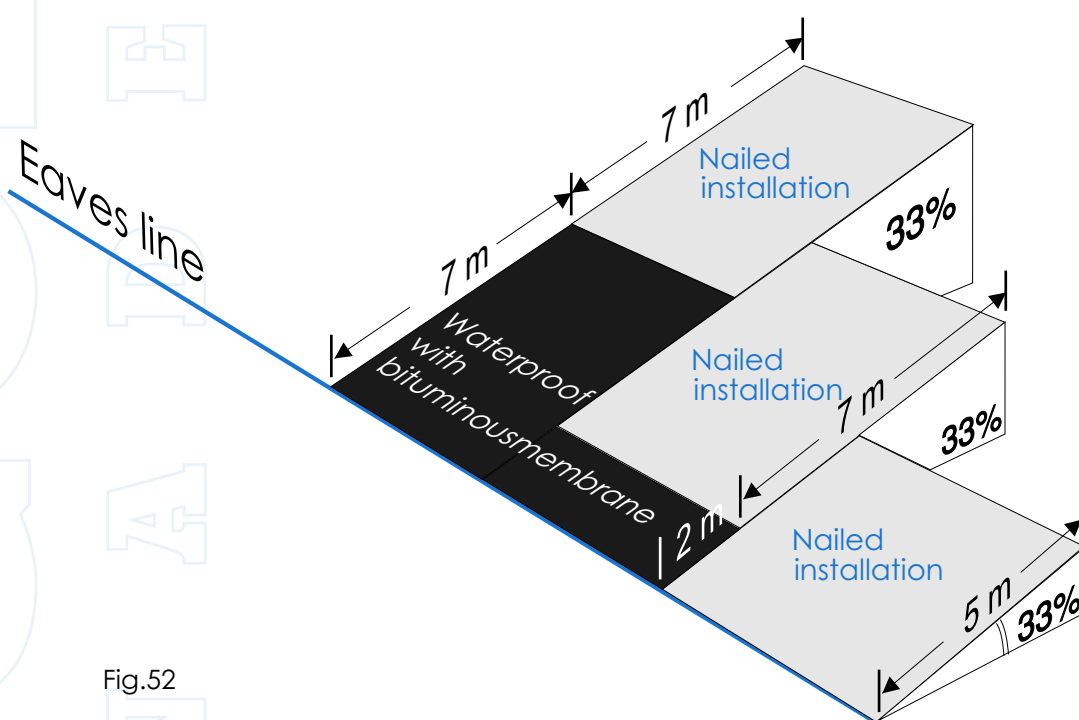 Eaves line
7 m
7 m
Nailed
installation
33%
Waterproof
with
bituminousmembrane
Nailed
installation
7 m
33%
2 m
Nailed
installation
5 m
33%
Fig.52
E
D
A